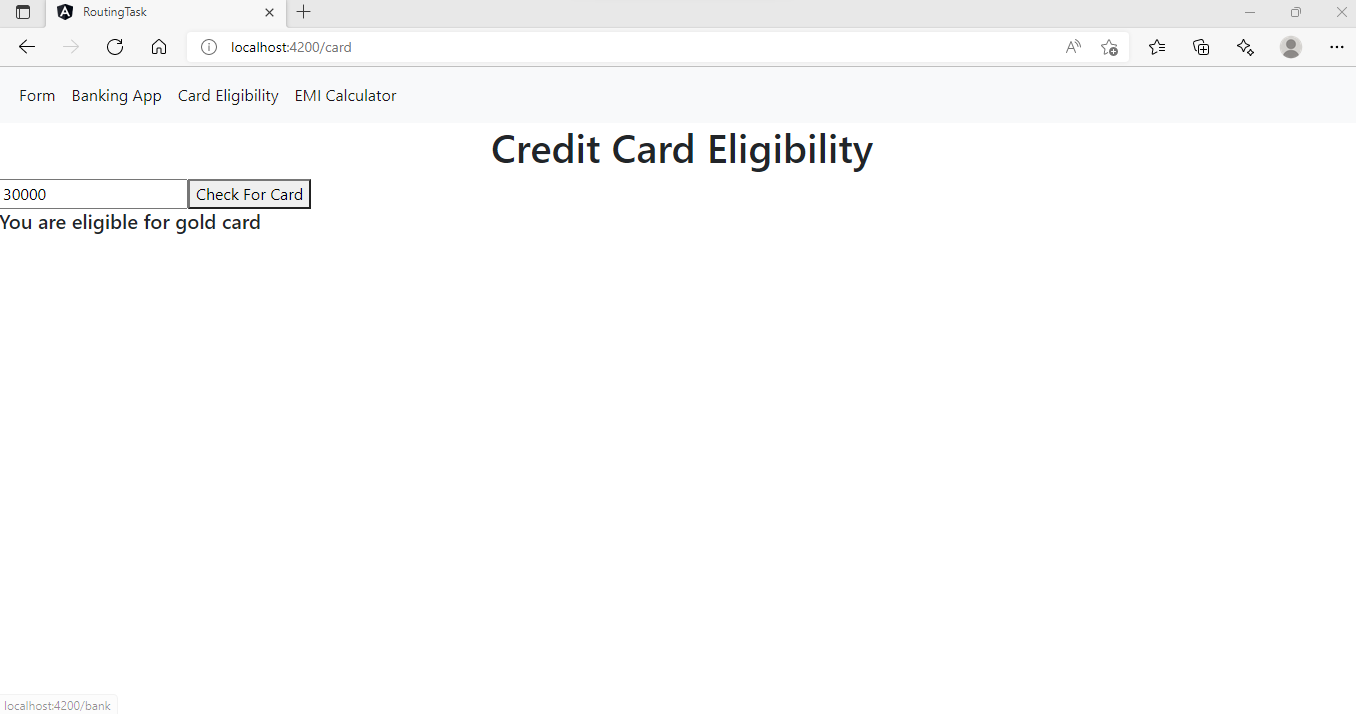 RoutingTask
localhost:4200/card
Form Banking App Card Eligibility EMI Calculator
Credit Card Eligibility
30000 Check For Card
You are eligible for gold card
localhost:4200/bank